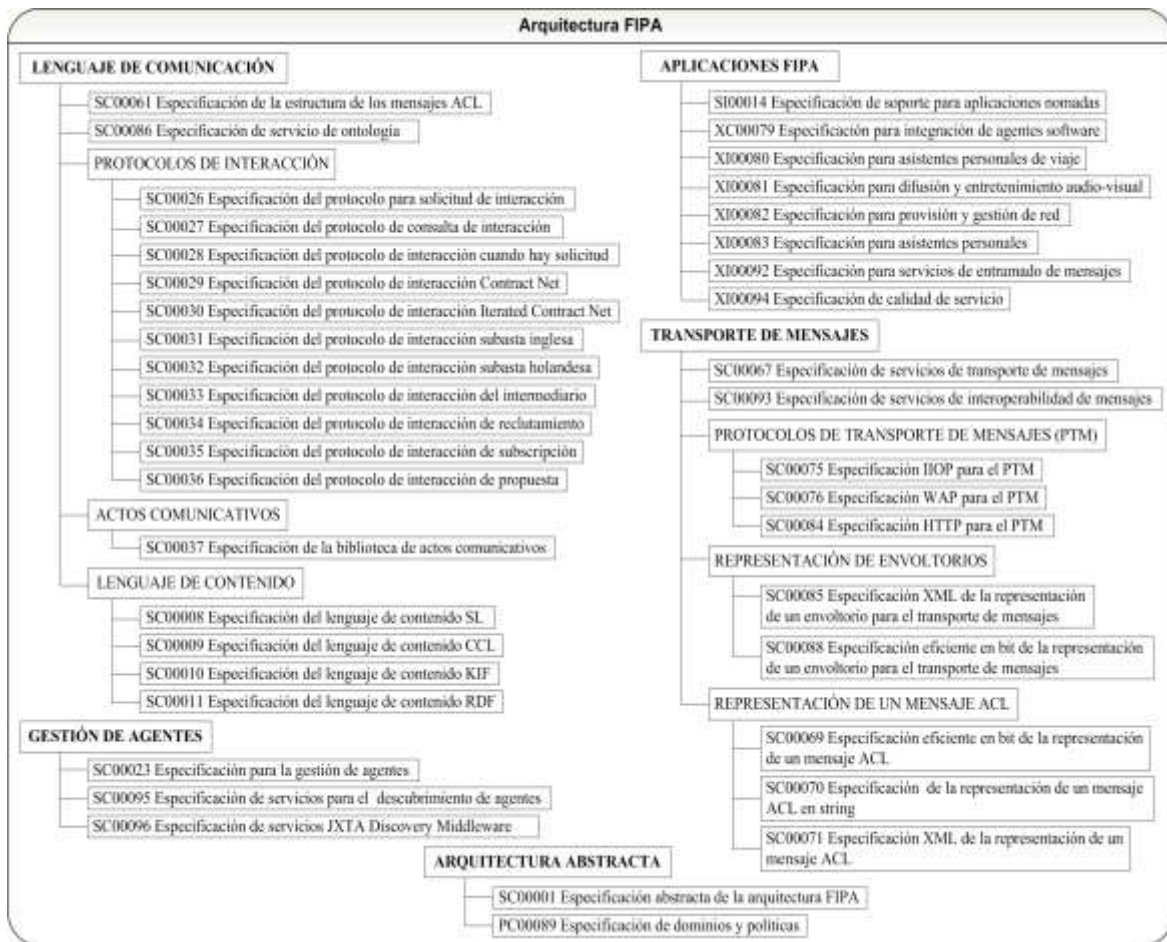 Arquitectura FIPA
LENGUAJE DE COMUNICACIÓN
SC00061 Especificación de la estructura de los mensajes ACL
SC00086 Especificación de servicio de ontología
PROTOCOLOS DE INTERACCIÓN
SC00026 Especificación del protocolo para solicitud de interacción
SC00027 Especificación del protocolo de consulta de interacción
SC00028 Especificación del protocolo de interacción cuando hay solicitud
SC00029 Especificación del protocolo de interacción Contract Net
SC00030 Especificación del protocolo de interacción Iterated Contract Net
SC00031 Especificación del protocolo de interacción subasta inglesa
SC00032 Especificación del protocolo de interacción subasta holandesa
SC00033 Especificación del protocolo de interacción del intermediario
SC00034 Especificación del protocolo de interacción de reclutamiento
SC00035 Especificación del protocolo de interacción de subscripción
SC00036 Especificación del protocolo de interacción de propuesta
ACTOS COMUNICATIVOS
SC00037 Especificación de la biblioteca de actos comunicativos
LENGUAJE DE CONTENIDO
SC00008 Especificación del lenguaje de contenido SL
SC00009 Especificación del lenguaje de contenido CCL
SC00010 Especificación del lenguaje de contenido KIF
SC00011 Especificación del lenguaje de contenido RDF
GESTIÓN DE AGENTES
SC00023 Especificación para la gestión de agentes
SC00095 Especificación de servicios para el descubrimiento de agentes
SC00096 Especificación de servicios JXTA Discovery Middleware
APLICACIONES FIPA
SI00014 Especificación de soporte para aplicaciones nomadas
XC00079 Especificación para integración de agentes software
XI00080 Especificación para asistentes personales de viaje
XI00081 Especificación para difusión y entretenimiento audio-visual
XI00082 Especificación para provisión y gestión de red
XI00083 Especificación para asistentes personales
XI00092 Especificación para servicios de entramado de mensajes
XI00094 Especificación de calidad de servicio
TRANSPORTE DE MENSAJES
SC00067 Especificación de servicios de transporte de mensajes
SC00093 Especificación de servicios de interoperabilidad de mensajes
PROTOCOLOS DE TRANSPORTE DE MENSAJES (PTM)
SC00075 Especificación IIOP para el PTM
SC00076 Especificación WAP para el PTM
SC00084 Especificación HTTP para el PTM
REPRESENTACIÓN DE ENVOLTORIOS
SC00085 Especificación XML de la representación
de un envoltorio para el transporte de mensajes
SC00088 Especificación eficiente en bit de la representación
de un envoltorio para el transporte de mensajes
REPRESENTACIÓN DE UN MENSAJE ACL
SC00069 Especificación eficiente en bit de la representación
de un mensaje ACL
SC00070 Especificación de la representación de un mensaje
ACL en string
SC00071 Especificación XML de la representación de un
mensaje ACL
ARQUITECTURA ABSTRACTA
SC00001 Especificación abstracta de la arquitectura FIPA
PC00089 Especificación de dominios y políticas